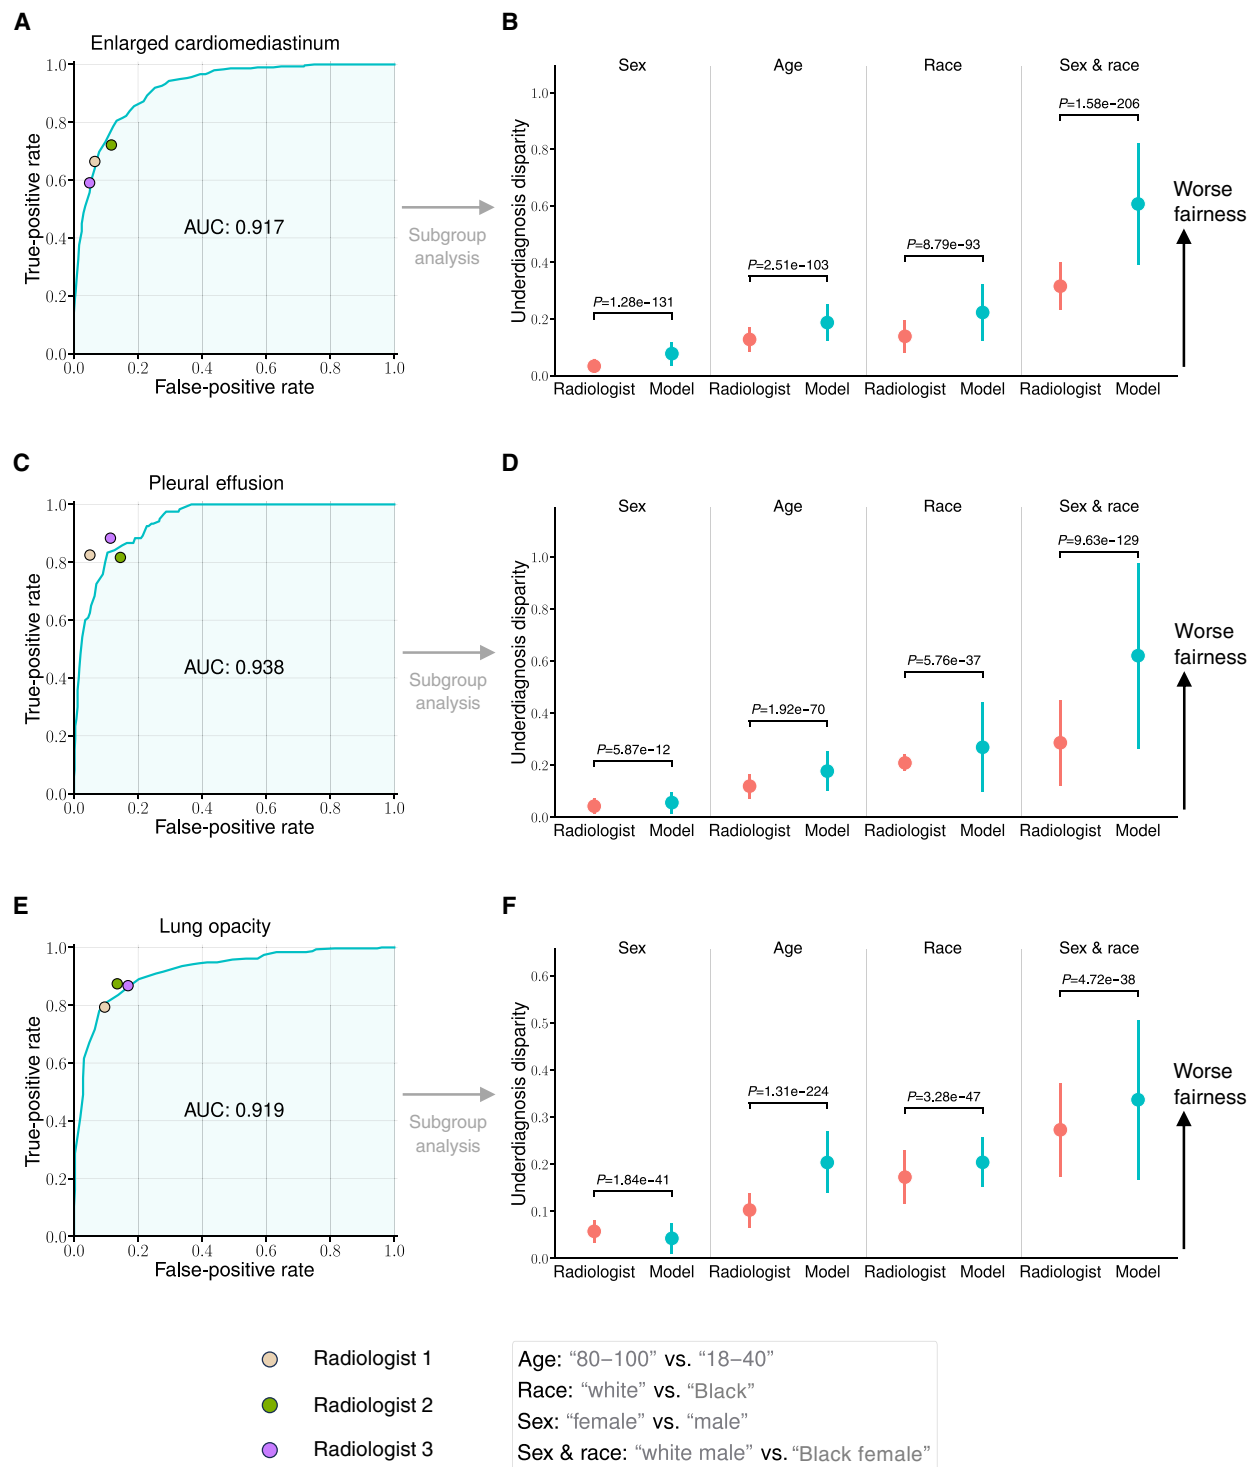 A
Enlarged cardiomediastinum
1.0
0.8
0.6
0.4
0.2
0.0
True-positive rate
AUC: 0.917
0.0 0.2 0.4 0.6 0.8 1.0
False-positive rate
Subgroup
analysis
B
Sex Age Race Sex & race
1.0
0.8
0.6
0.4
0.2
0.0
Underdiagnosis disparity
P=1.28e−131
P=2.51e−103
P=8.79e−93
P=1.58e−206
Radiologist Model Radiologist Model Radiologist Model Radiologist Model
Worse
fairness
C
Pleural effusion
1.0
0.8
0.6
0.4
0.2
0.0
True-positive rate
AUC: 0.938
0.0 0.2 0.4 0.6 0.8 1.0
False-positive rate
Subgroup
analysis
D
Sex Age Race Sex & race
1.0
0.8
0.6
0.4
0.2
0.0
Underdiagnosis disparity
P=5.87e−12
P=1.92e−70
P=5.76e−37
P=9.63e−129
Radiologist Model Radiologist Model Radiologist Model Radiologist Model
Worse
fairness
E
Lung opacity
1.0
0.8
0.6
0.4
0.2
0.0
True-positive rate
AUC: 0.919
0.0 0.2 0.4 0.6 0.8 1.0
False-positive rate
Subgroup
analysis
F
Sex Age Race Sex & race
0.6
0.5
0.4
0.3
0.2
0.1
0.0
Underdiagnosis disparity
P=1.84e−41
P=1.31e−224
P=3.28e−47
P=4.72e−38
Radiologist Model Radiologist Model Radiologist Model Radiologist Model
Worse
fairness
Radiologist 1
Radiologist 2
Radiologist 3
Age: “80−100” vs. “18−40”
Race: “white” vs. “Black”
Sex: “female” vs. “male”
Sex & race: “white male” vs. “Black female”